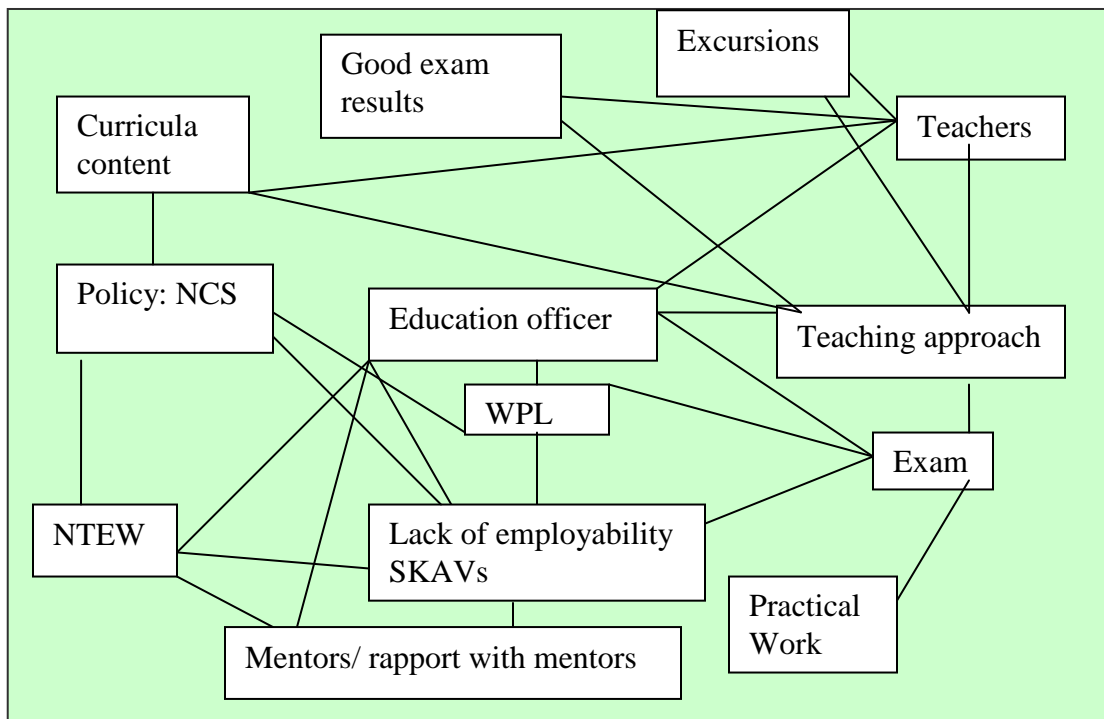 Excursions
Good exam
results
Curricula
content
Teachers
Policy: NCS
Education officer
Teaching approach
WPL
Exam
NTEW
Lack of employability
SKAVs
Practical
Work
Mentors/ rapport with mentors